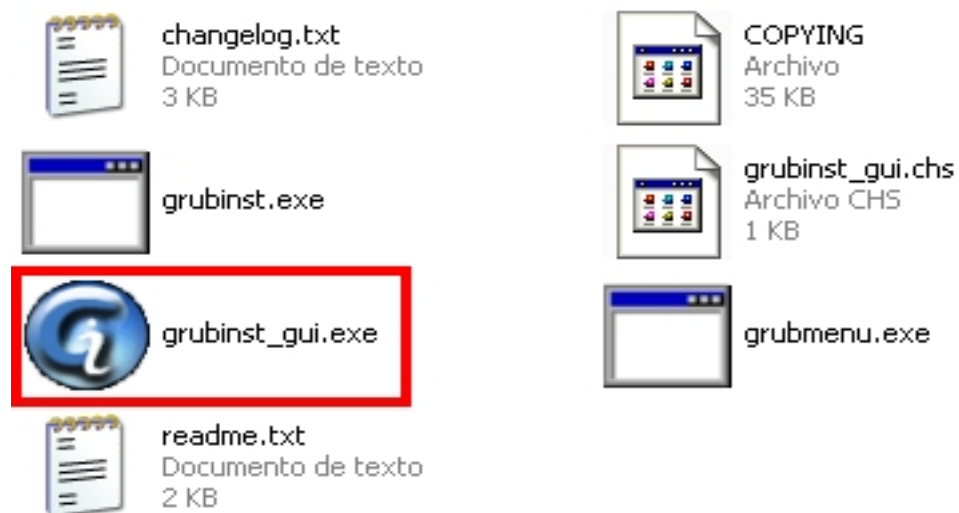 changelog.txt
Documento de texto
3 KB
COPYING
Archivo
35 KB
grubinst.exe
grubinst_gui.chs
Archivo CHS
1 KB
grubinst_gui.exe
grubmenu.exe
readme.txt
Documento de texto
2 KB